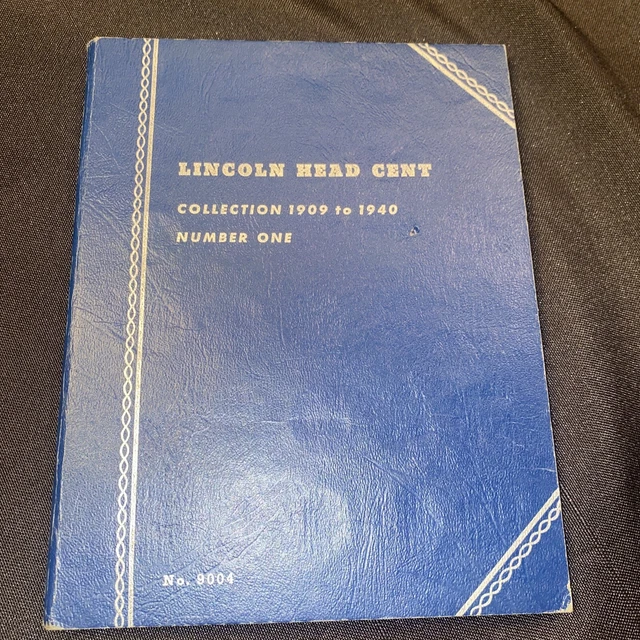 LINCOLN HEAD CENT
COLLECTION 1909 to 1940
NUMBER ONE
No. 9004